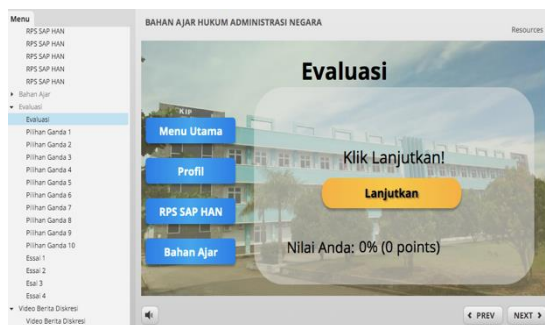 Menu
RPS SAP HAN
RPS SAP HAN
RPS SAP HAN
RPS SAP HAN
RPS SAP HAN
Bahan Ajar
Evaluasi
Evaluasi
Pilihan Ganda 1
Pilihan Ganda 2
Pilihan Ganda 3
Pilihan Ganda 4
Pilihan Ganda 5
Pilihan Ganda 6
Pilihan Ganda 7
Pilihan Ganda 8
Pilihan Ganda 9
Pilihan Ganda 10
Essai 1
Essai 2
Esai 3
Essai 4
Video Berita Diskresi
Video Berita Diskresi
BAHAN AJAR HUKUM ADMINISTRASI NEGARA
Resources
Evaluasi
KIP
Menu Utama
Profil
RPS SAP HAN
Bahan Ajar
Klik Lanjutkan!
Lanjutkan
Nilai Anda: 0% (0 points)
PREV
NEXT